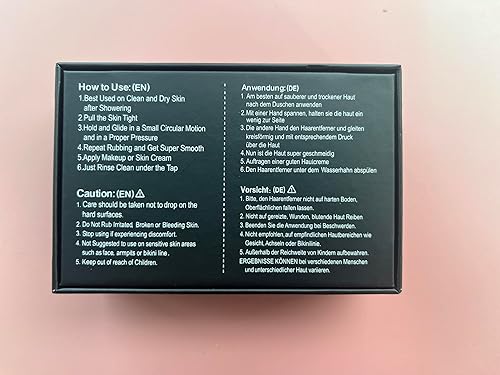 How to Use:(EN)
1.Best Used on Clean and Dry Skin
after Showering
2.Pull the Skin Tight
3.Hold and Glide in a Small Circular Motion
and in a Proper Pressure
4.Repeat Rubbing and Get Super Smooth
5.Apply Makeup or Skin Cream
6.Just Rinse Clean under the Tap
Caution:(EN)⚠
1. Care should be taken not to drop on the
hard surfaces.
2. Do Not Rub Irritated, Broken or Bleeding Skin.
3. Stop using if experiencing discomfort.
4. Not Suggested to use on sensitive skin areas
such as face, armpits or bikini line.
5. Keep out of reach of Children.
Anwendung:(DE)
1. Am besten auf sauberer und trockener Haut
nach dem Duschen anwenden
2.Mit einer Hand spannen, halten sie die haut ein
wenig zur Seite
3.Die andere Hand den Haarentferner und gleiten
kreisförmig und mit entsprechendem Druck
über die Haut
4.Nun ist die Haut super geschmeidig
5.Auftragen einer guten Hautcreme
6.Den Haarentferner unter dem Wasserhahn abspülen
Vorsicht: (DE) ⚠
1. Bitte, den Haarentferner nicht auf harten Boden,
Oberflächlichen fallen lassen.
2. Nicht auf gereizte, Wunden, blutende Haut Reiben
3. Beenden Sie die Anwendung bei Beschwerden.
4. Nicht empfohlen, auf empfindlichen Hautbereichen wie
Gesicht, Achseln oder Bikinilinie.
5. Außerhalb der Reichweite von Kindern aufbewahren.
ERGEBNISSE KÖNNEN bei verschiedenen Menschen
und unterschiedlicher Haut variieren.